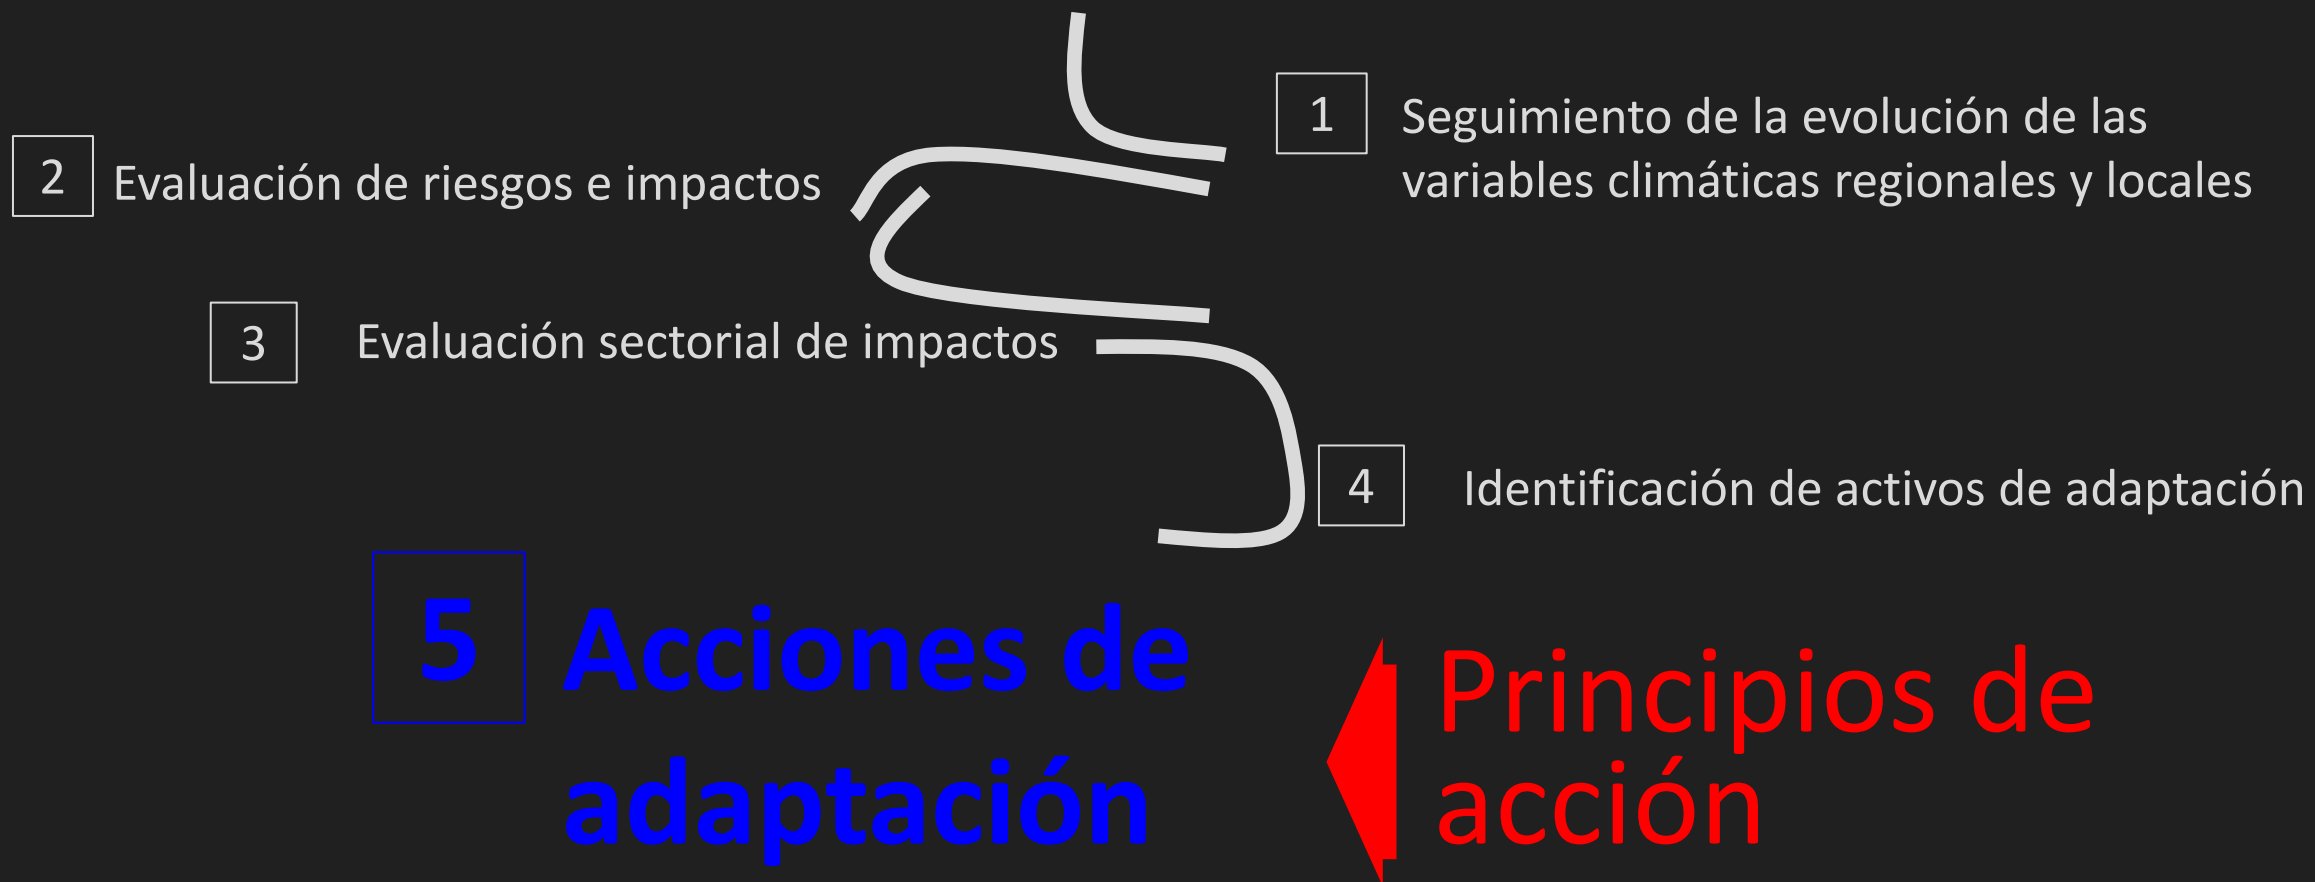 1
Seguimiento de la evolución de las
variables climáticas regionales y locales
2
Evaluación de riesgos e impactos
3
Evaluación sectorial de impactos
4
Identificación de activos de adaptación
5
Acciones de
adaptación
Principios de
acción